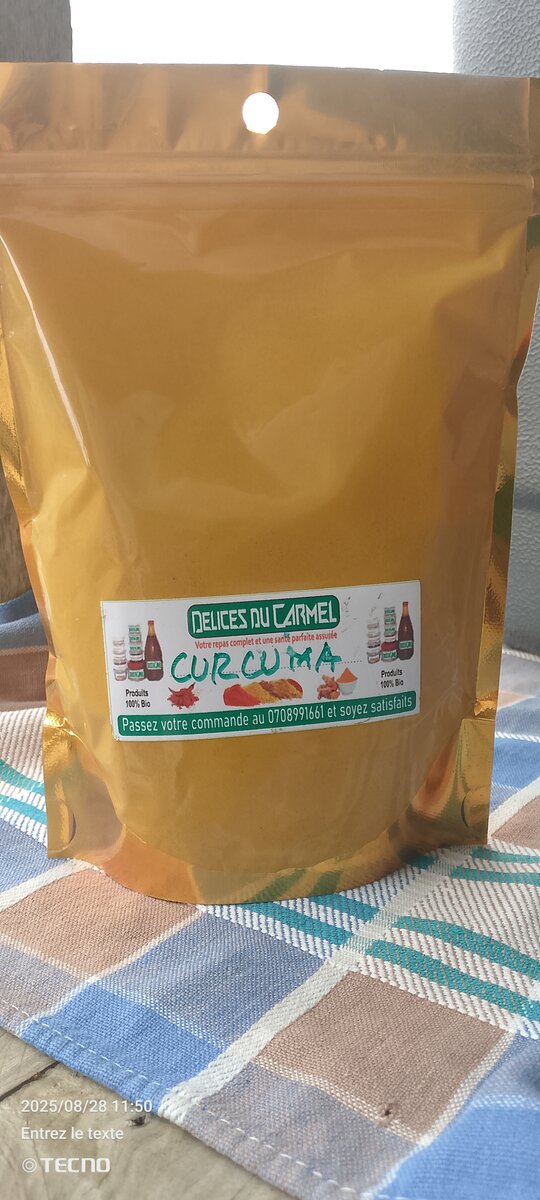 DELICES DU CARMEL
Votre repas complet et une santé parfaite assurée
CURCUMA
Produits
100% Bio
Produits
100% Bio
Passez votre commande au 0708991661 et soyez satisfaits
2025/08/28 11:50
Entrez le texte
TECNO